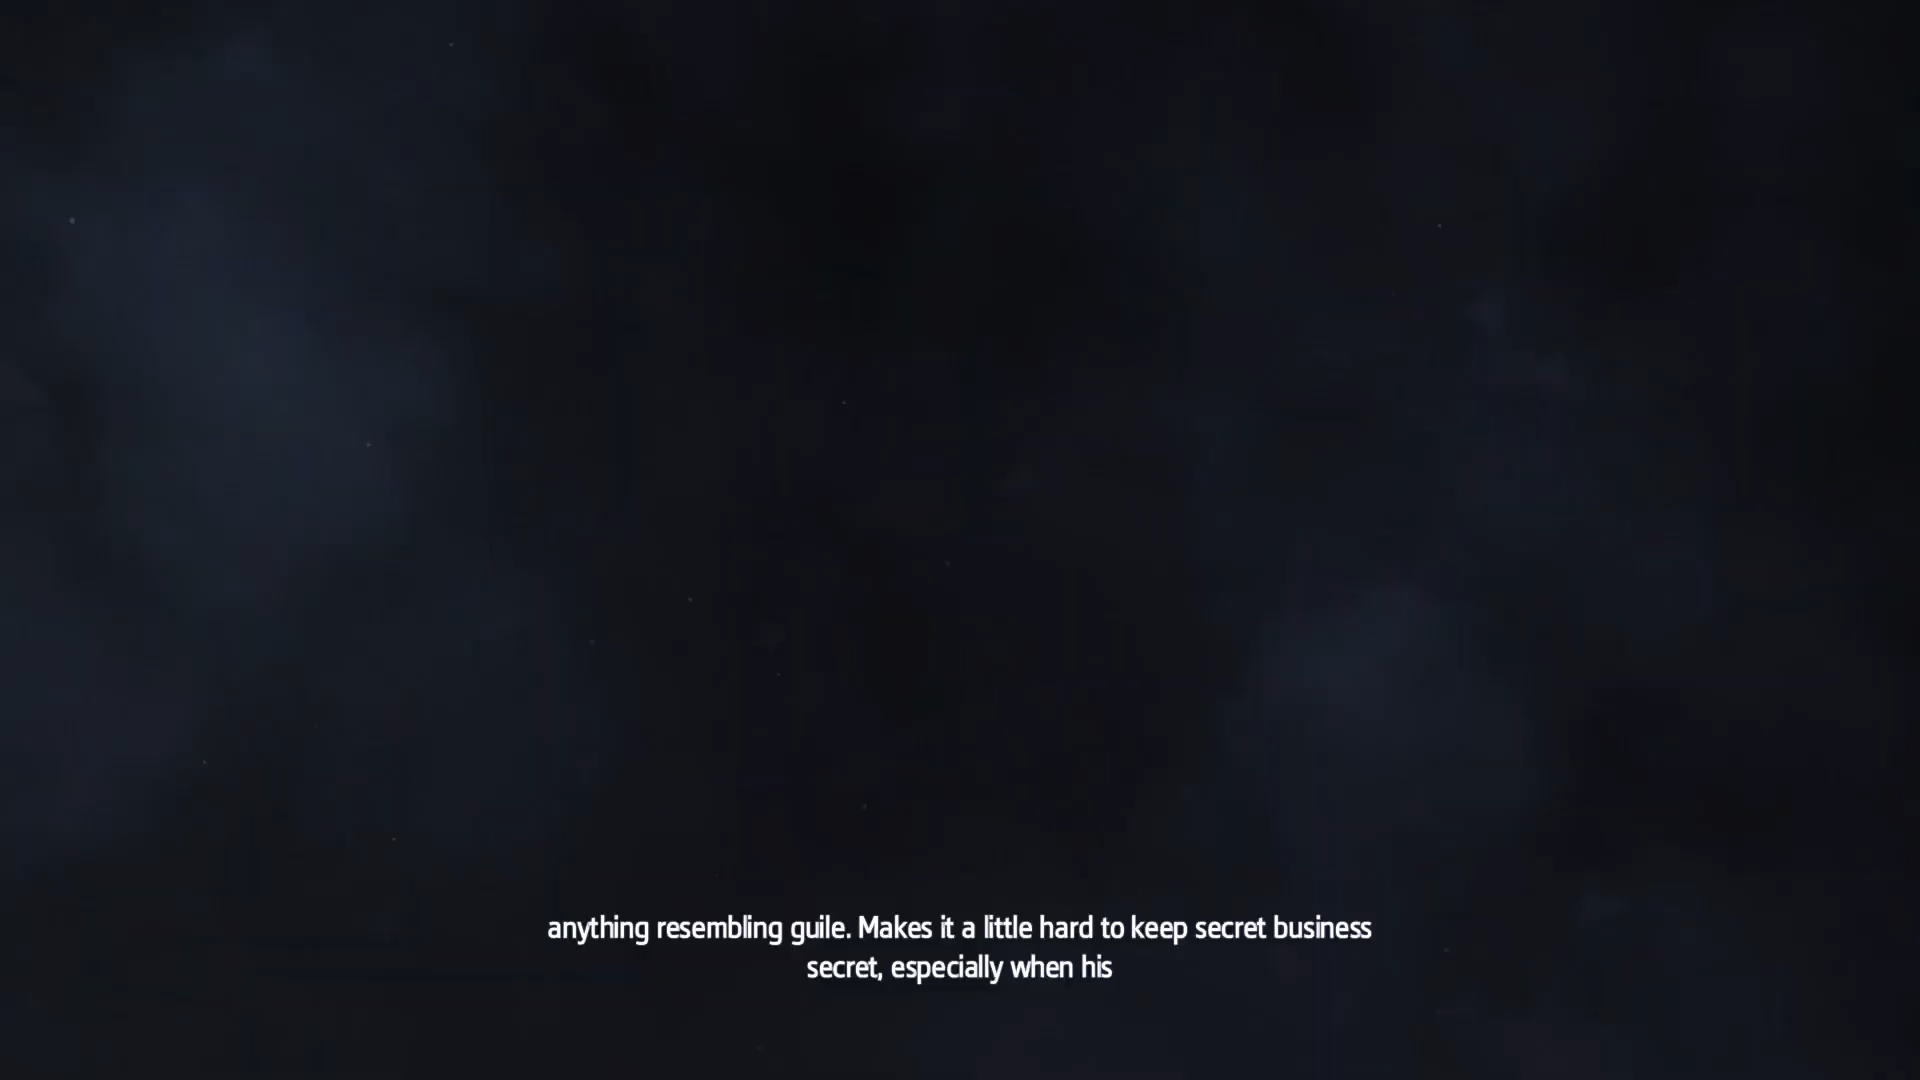 anything resembling guile. Makes it a little hard to keep secret business
secret, especially when his